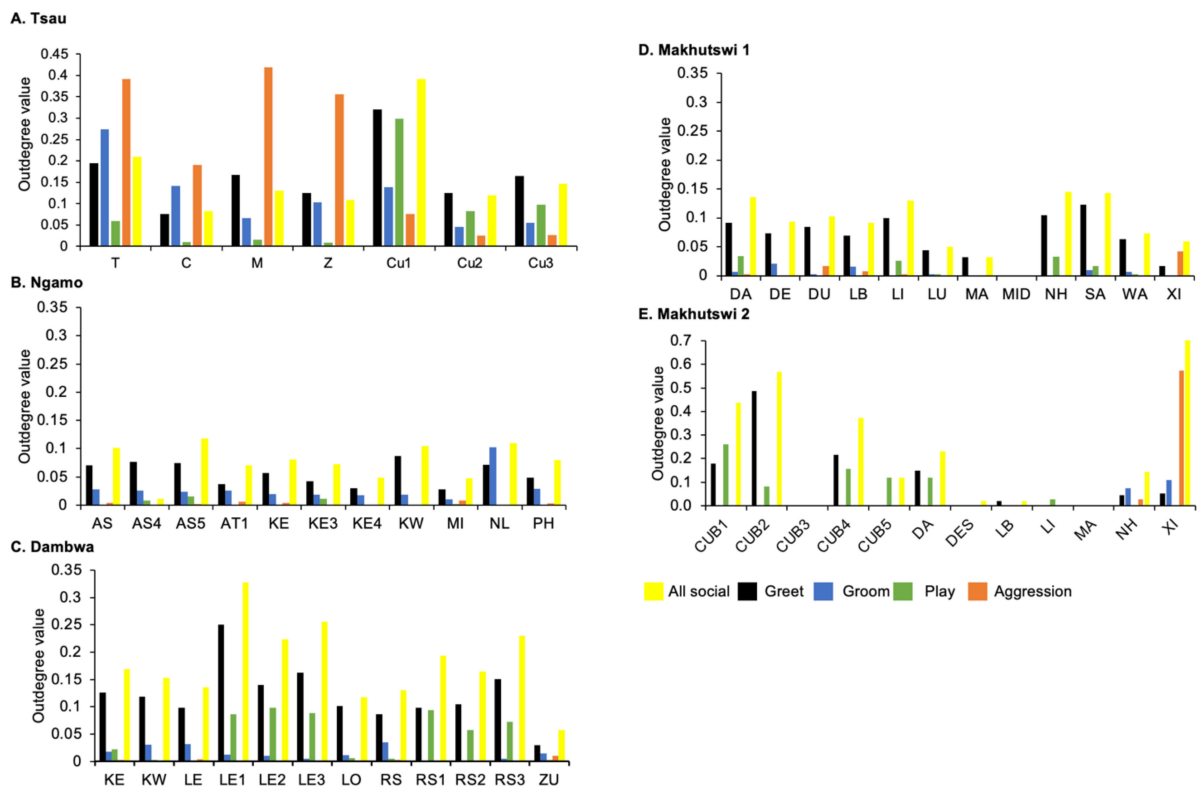 A. Tsau
Outdegree value
0.45
0.4
0.35
0.3
0.25
0.2
0.15
0.1
0.05
0
T C M Z Cu1 Cu2 Cu3
B. Ngamo
Outdegree value
0.35
0.3
0.25
0.2
0.15
0.1
0.05
0
AS AS4 AS5 AT1 KE KE3 KE4 KW MI NL PH
C. Dambwa
Outdegree value
0.35
0.3
0.25
0.2
0.15
0.1
0.05
0
KE KW LE LE1 LE2 LE3 LO RS RS1 RS2 RS3 ZU
D. Makhutswi 1
Outdegree value
0.35
0.3
0.25
0.2
0.15
0.1
0.05
0
DA DE DU LB LI LU MA MID NH SA WA XI
E. Makhutswi 2
Outdegree value
0.7
0.6
0.5
0.4
0.3
0.2
0.1
0.0
CUB1 CUB2 CUB3 CUB4 CUB5 DA DES LB LI MA NH XI
All social Greet Groom Play Aggression